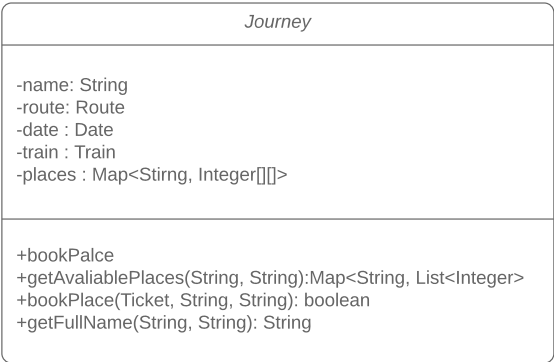 Journey
-name: String
-route: Route
-date : Date
-train : Train
-places : Map<Stirng, Integer[][]>
+bookPalce
+getAvaliablePlaces(String, String):Map<String, List<Integer>
+bookPlace(Ticket, String, String): boolean
+getFullName(String, String): String